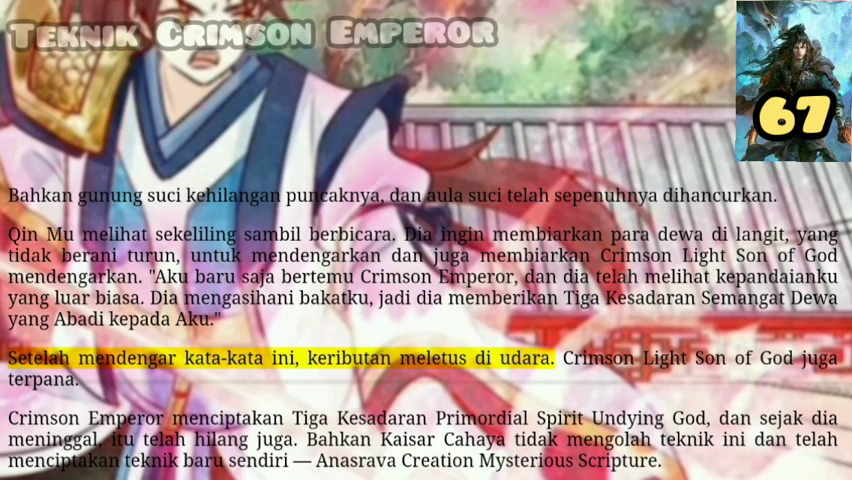 Teknik Crimson Emperor
67
Bahkan gunung suci kehilangan puncaknya, dan aula suci telah sepenuhnya dihancurkan.
Qin Mu melihat sekeliling sambil berbicara. Dia ingin membiarkan para dewa di langit, yang
tidak berani turun, untuk mendengarkan dan juga membiarkan Crimson Light Son of God
mendengarkan. "Aku baru saja bertemu Crimson Emperor, dan dia telah melihat kepandaianku
yang luar biasa. Dia mengasihani bakatku, jadi dia memberikan Tiga Kesadaran Semangat Dewa
yang Abadi kepada Aku."
Setelah mendengar kata-kata ini, keributan meletus di udara. Crimson Light Son of God juga
terpana.
Crimson Emperor menciptakan Tiga Kesadaran Primordial Spirit Undying God, dan sejak dia
meninggal, itu telah hilang juga. Bahkan Kaisar Cahaya tidak mengolah teknik ini dan telah
menciptakan teknik baru sendiri — Anasrava Creation Mysterious Scripture.